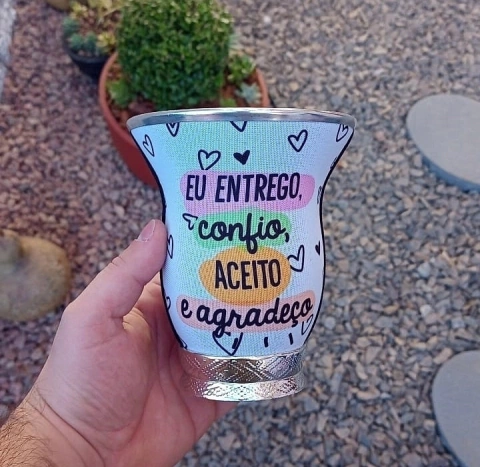 EU ENTREGO,
confio,
ACEITO
e agradeço